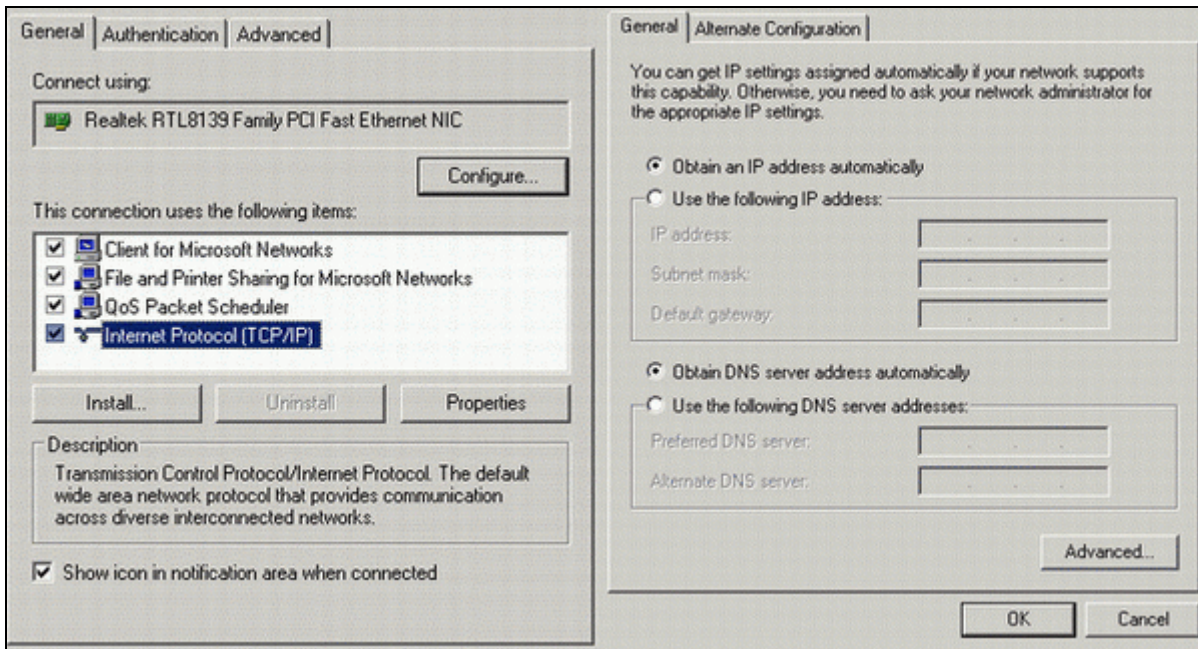 General Authentication Advanced
Connect using:
Realtek RTL8139 Family PCI Fast Ethernet NIC
Configure...
This connection uses the following items:
Client for Microsoft Networks
File and Printer Sharing for Microsoft Networks
QoS Packet Scheduler
Internet Protocol (TCP/IP)
Install... Uninstall Properties
Description
Transmission Control Protocol/Internet Protocol. The default
wide area network protocol that provides communication
across diverse interconnected networks.
Show icon in notification area when connected
General Alternate Configuration
You can get IP settings assigned automatically if your network supports
this capability. Otherwise, you need to ask your network administrator for
the appropriate IP settings.
Obtain an IP address automatically
Use the following IP address:
IP address:
Subnet mask:
Default gateway:
Obtain DNS server address automatically
Use the following DNS server addresses:
Preferred DNS server:
Alternate DNS server:
Advanced...
OK Cancel